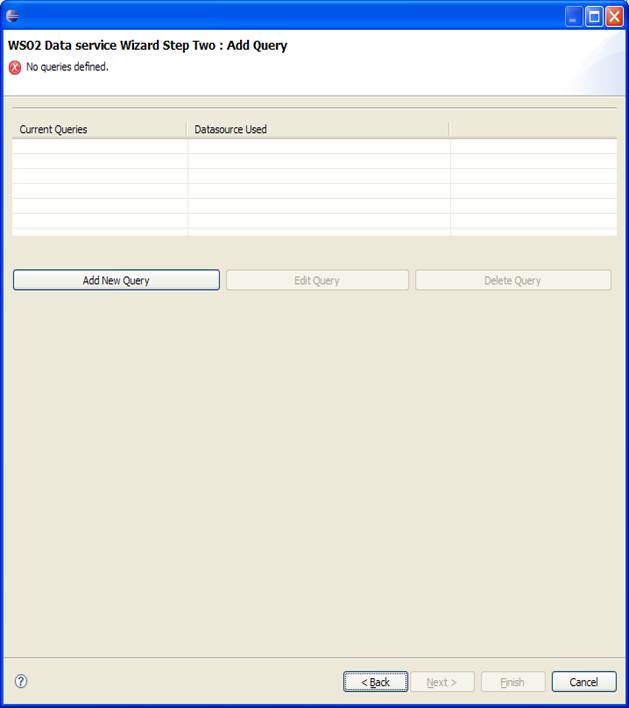 WSO2 Data service Wizard Step Two : Add Query
No queries defined.
Current Queries Datasource Used
Add New Query Edit Query Delete Query
? < Back Next > Finish Cancel